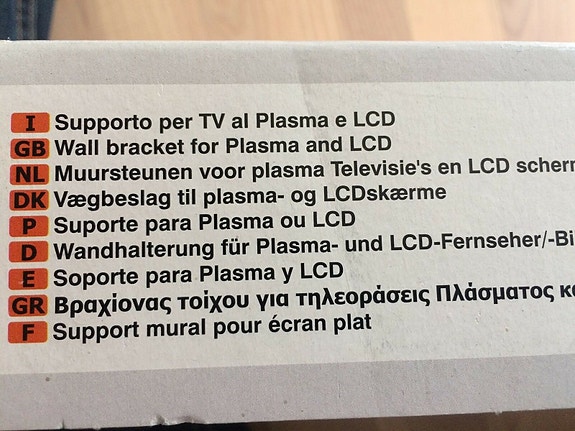 I Supporto per TV al Plasma e LCD
GB Wall bracket for Plasma and LCD
NL Muursteunen voor plasma Televisie's en LCD
DK Vægbeslag til plasma- og LCDskærme
P Suporte para Plasma ou LCD
D Wandhalterung für Plasma- und LCD-Fernseher/-Bi
E Soporte para Plasma y LCD
GR Βραχίονας τοίχου για τηλεοράσεις Πλάσματος
F Support mural pour écran plat